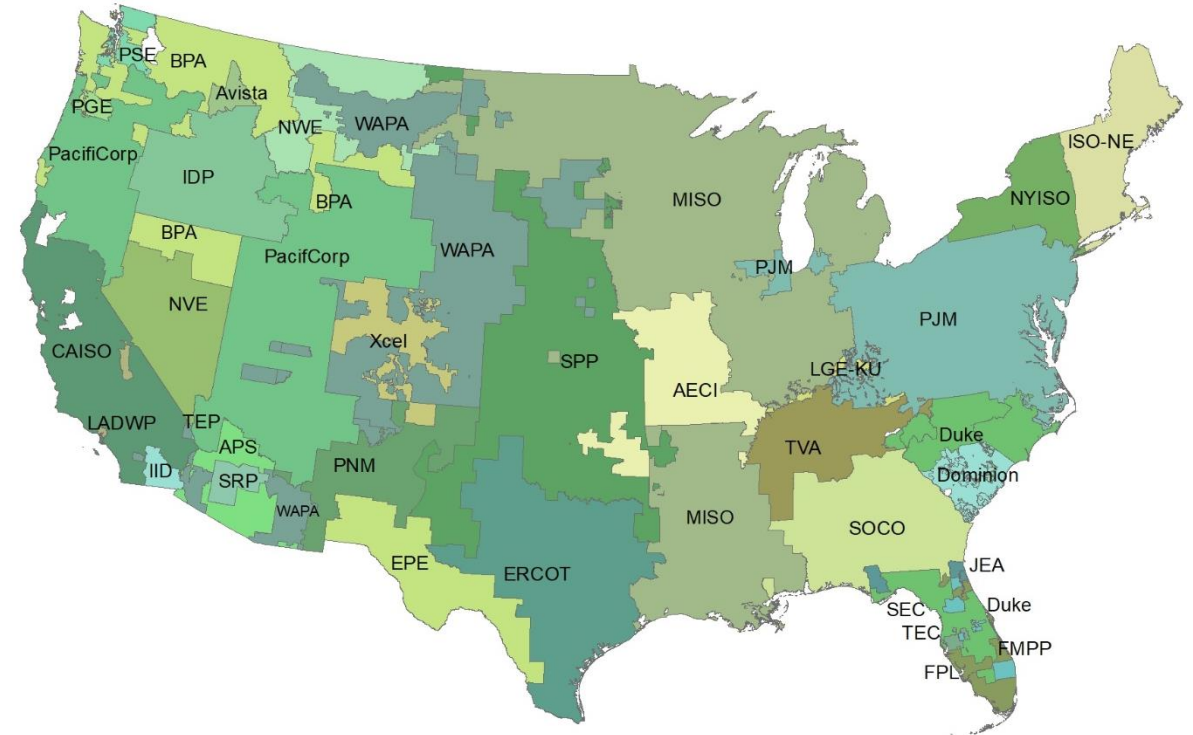 PSE
BPA
Avista
PGE
NWE
WAPA
ISO-NE
PacifiCorp
IDP
BPA
MISO
NYISO
BPA
PacifCorp
WAPA
PJM
NVE
PJM
Xcel
CAISO
SPP
LGE-KU
AECI
LADWP
TEP
APS
Duke
TVA
PNM
IID
SRP
Dominion
WAPA
MISO
SOCO
EPE
ERCOT
JEA
SEC
Duke
TEC
FMPP
FPL